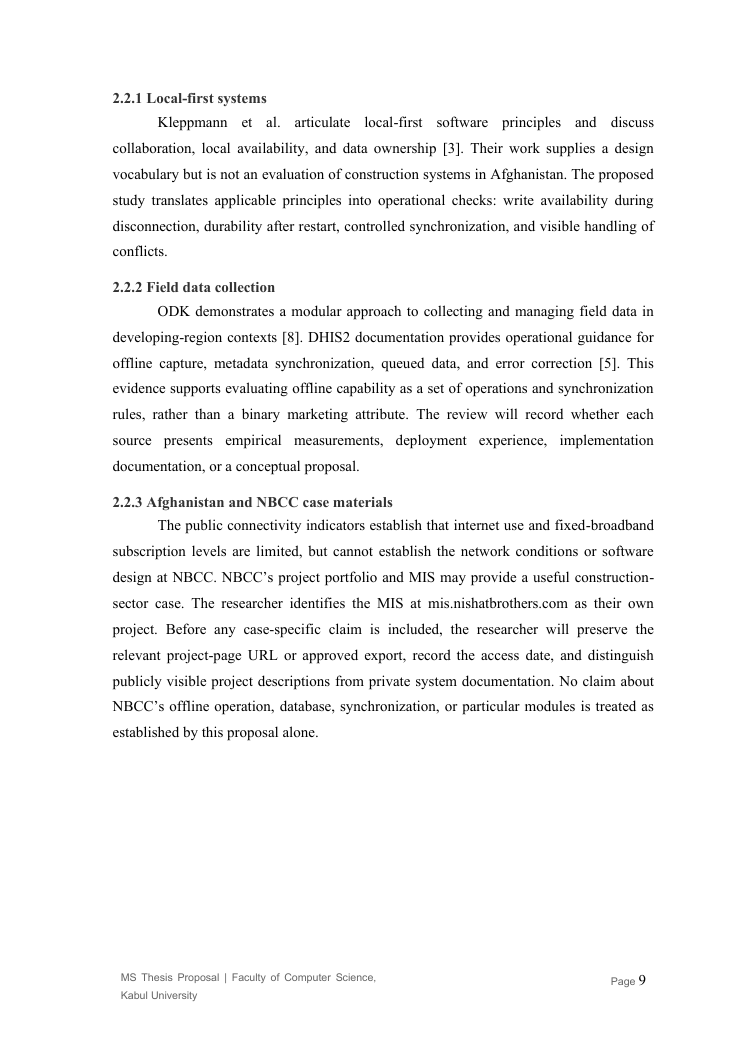 2.2.1 Local-first systems
Kleppmann et al. articulate local-first software principles and discuss
collaboration, local availability, and data ownership [3]. Their work supplies a design
vocabulary but is not an evaluation of construction systems in Afghanistan. The proposed
study translates applicable principles into operational checks: write availability during
disconnection, durability after restart, controlled synchronization, and visible handling of
conflicts.
2.2.2 Field data collection
ODK demonstrates a modular approach to collecting and managing field data in
developing-region contexts [8]. DHIS2 documentation provides operational guidance for
offline capture, metadata synchronization, queued data, and error correction [5]. This
evidence supports evaluating offline capability as a set of operations and synchronization
rules, rather than a binary marketing attribute. The review will record whether each
source presents empirical measurements, deployment experience, implementation
documentation, or a conceptual proposal.
2.2.3 Afghanistan and NBCC case materials
The public connectivity indicators establish that internet use and fixed-broadband
subscription levels are limited, but cannot establish the network conditions or software
design at NBCC. NBCC’s project portfolio and MIS may provide a useful construction-
sector case. The researcher identifies the MIS at mis.nishatbrothers.com as their own
project. Before any case-specific claim is included, the researcher will preserve the
relevant project-page URL or approved export, record the access date, and distinguish
publicly visible project descriptions from private system documentation. No claim about
NBCC’s offline operation, database, synchronization, or particular modules is treated as
established by this proposal alone.
MS Thesis Proposal | Faculty of Computer Science,
Kabul University
Page 9